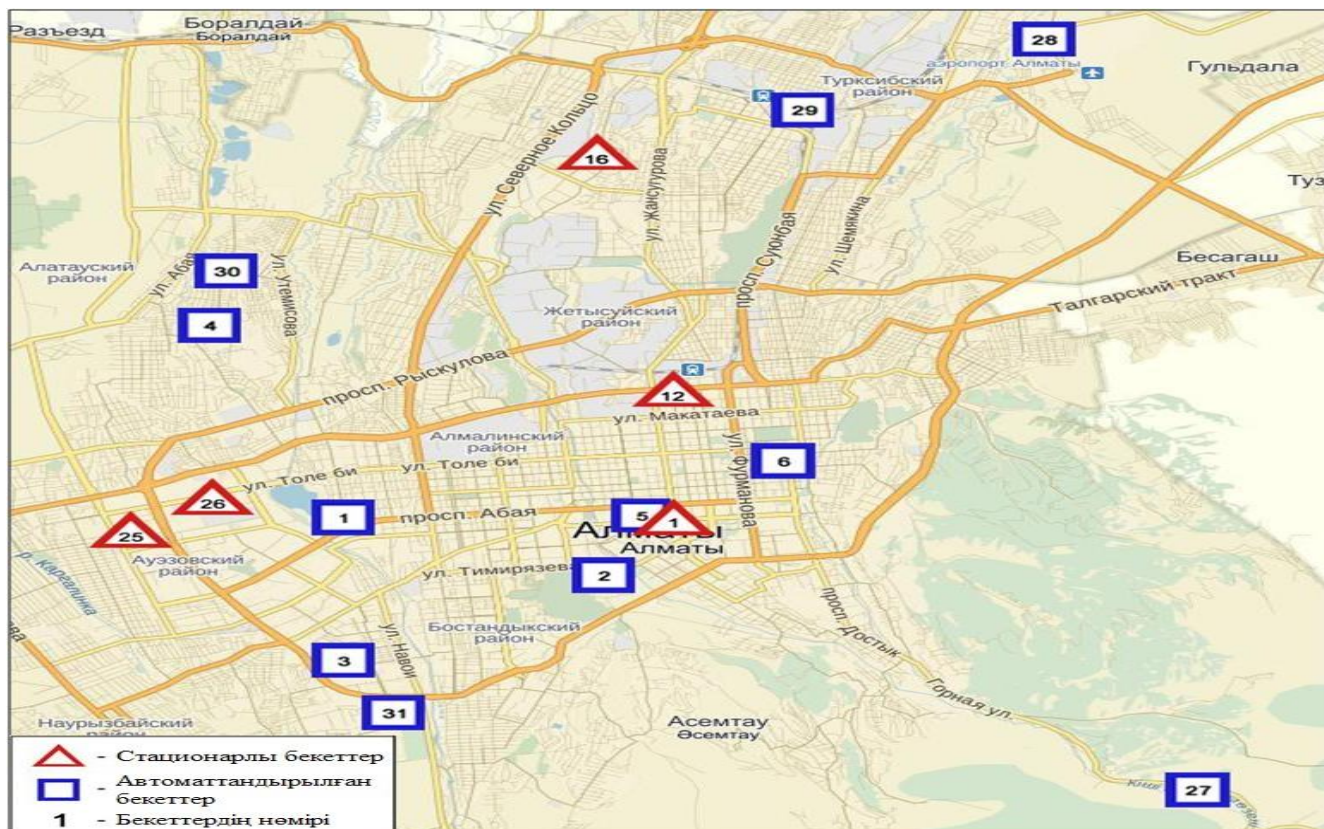 Разъезд
Боралдай
Боралдай
28
аэропорт Алматы
Гульдала
Турксибский
район
29
ул. Северное Кольцо
16
ул. Жансугурова
просп. Суюнбая
ул. Шемякина
Туз
Бесагаш
Талгарский тракт
Алатауский
район
ул. Абая
30
ул. Утемисова
4
Жетысуйский
район
просп. Рыскулова
12
ул. Макатаева
Алмалинский
район
ул. Толе би
ул. Толе би
ул. Фурманова
6
26
25
1
просп. Абая
5
1
Алматы
Алматы
Ауэзовский
район
р. Каргалинка
ул. Тимирязева
2
Бостандыкский
район
ул. Навои
просп. Достык
3
31
Горная ул.
Асемтау
Әсемтау
Наурызбайский
район
27
- Стационарлы бекеттер
- Автоматтандырылған
бекеттер
1 - Бекеттердің нөмірі